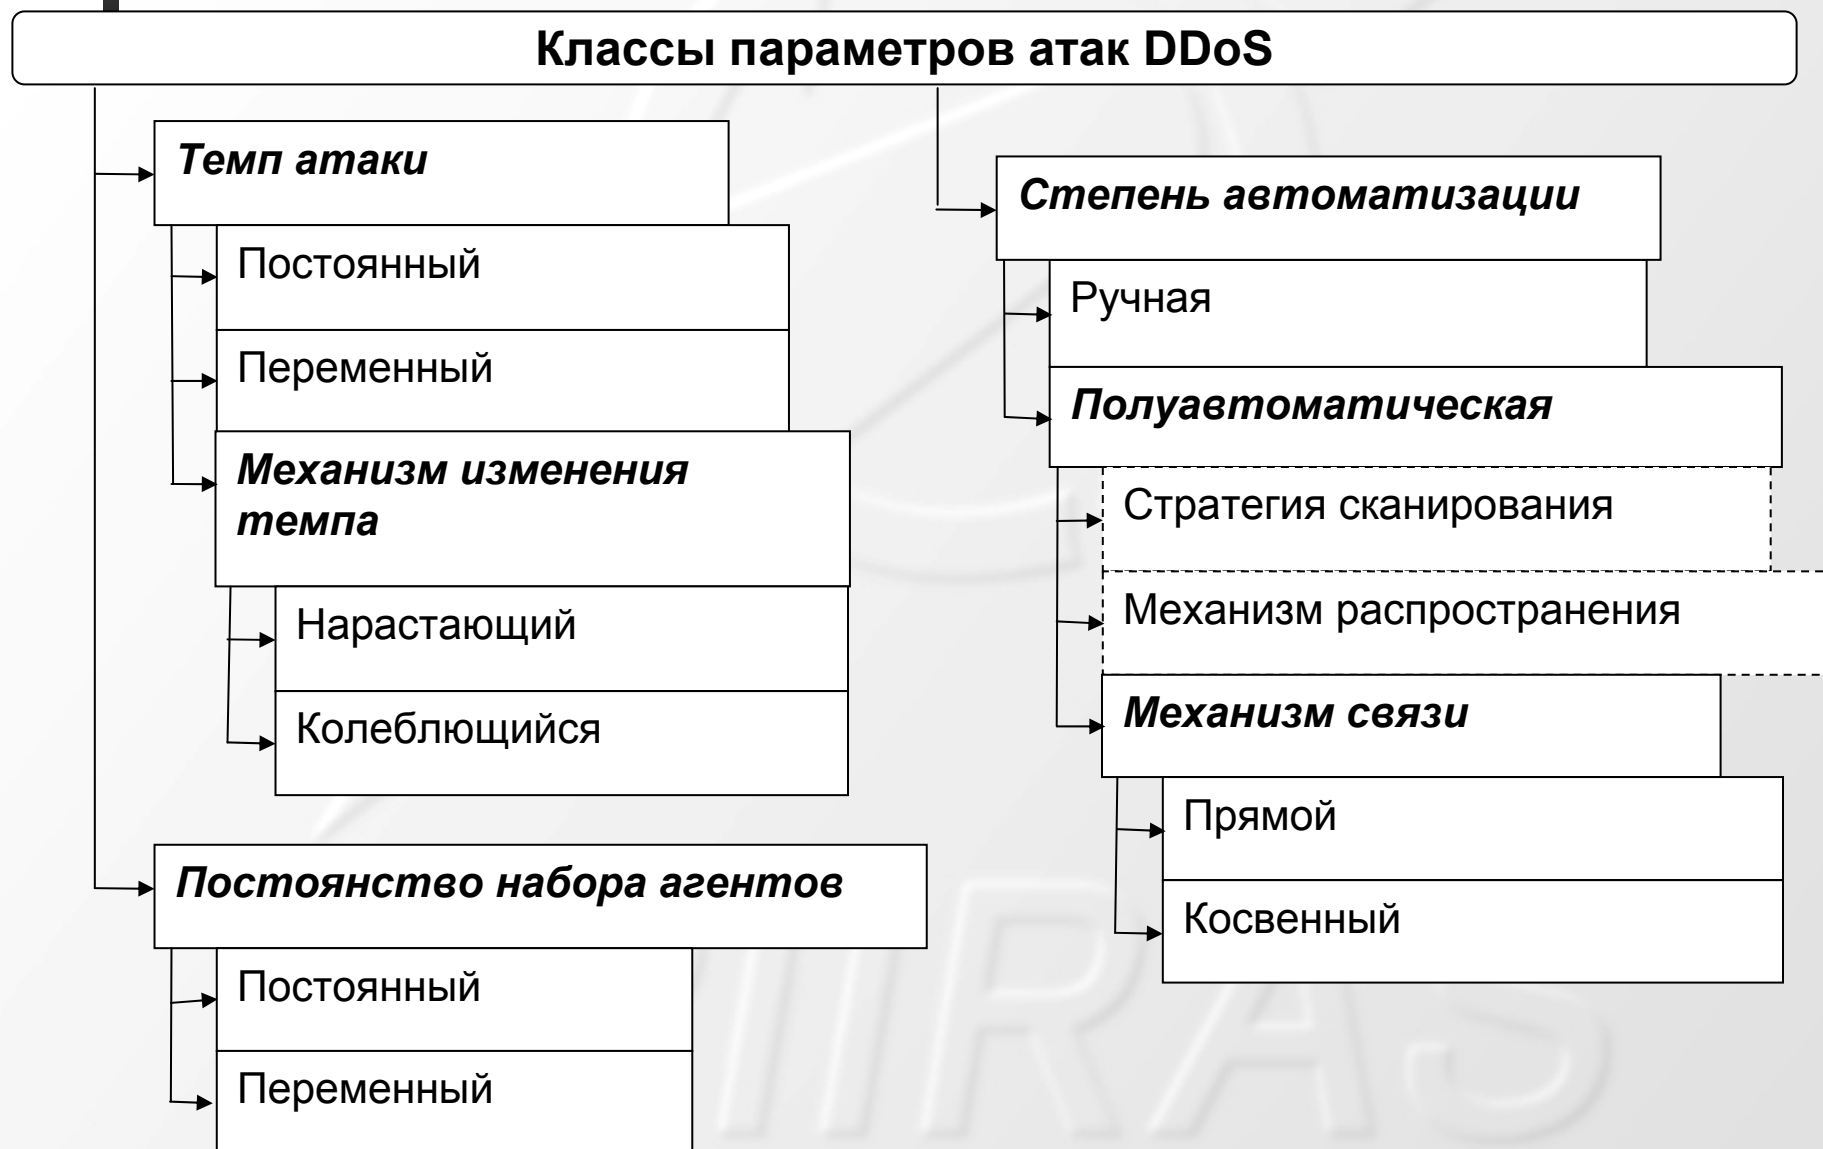 Классы параметров атак DDoS
Темп атаки
Постоянный
Переменный
Механизм изменения
темпа
Нарастающий
Колеблющийся
Постоянство набора агентов
Постоянный
Переменный
Степень автоматизации
Ручная
Полуавтоматическая
Стратегия сканирования
Механизм распространения
Механизм связи
Прямой
Косвенный